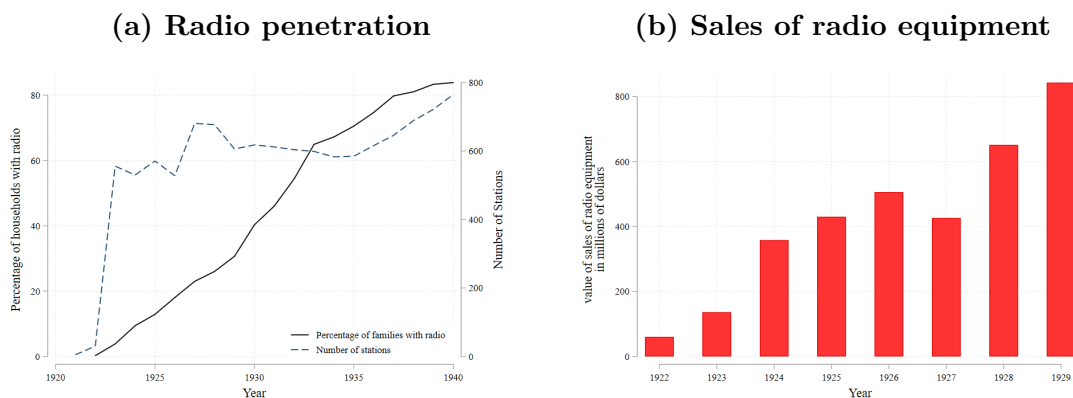 (a) Radio penetration
Percentage of households with radio
80
60
40
20
0
800
600
400
200
0
Number of Stations
Percentage of families with radio
Number of stations
1920 1925 1930 1935 1940
Year
(b) Sales of radio equipment
value of sales of radio equipment
in millions of dollars
800
600
400
200
0
1922 1923 1924 1925 1926 1927 1928 1929
Year